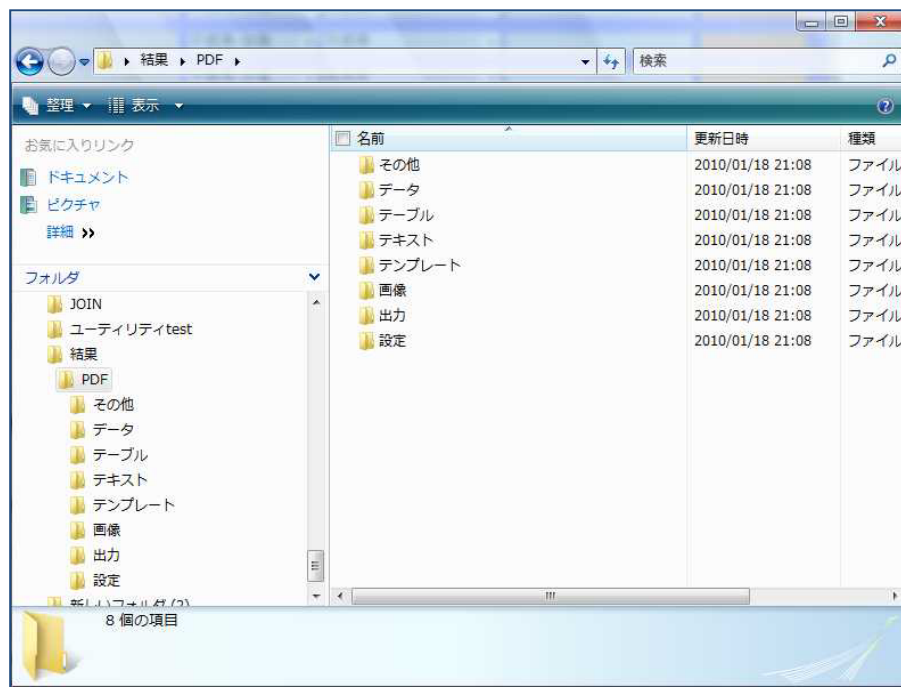 結果 ▸ PDF ▸
検索
整理 表示
お気に入りリンク
ドキュメント
ピクチャ
詳細 >>
フォルダ
JOIN
ユーティリティtest
結果
PDF
その他
データ
テーブル
テキスト
テンプレート
画像
出力
設定
新しいフォルダ (2)
名前 更新日時 種類
その他 2010/01/18 21:08 ファイル
データ 2010/01/18 21:08 ファイル
テーブル 2010/01/18 21:08 ファイル
テキスト 2010/01/18 21:08 ファイル
テンプレート 2010/01/18 21:08 ファイル
画像 2010/01/18 21:08 ファイル
出力 2010/01/18 21:08 ファイル
設定 2010/01/18 21:08 ファイル
8 個の項目